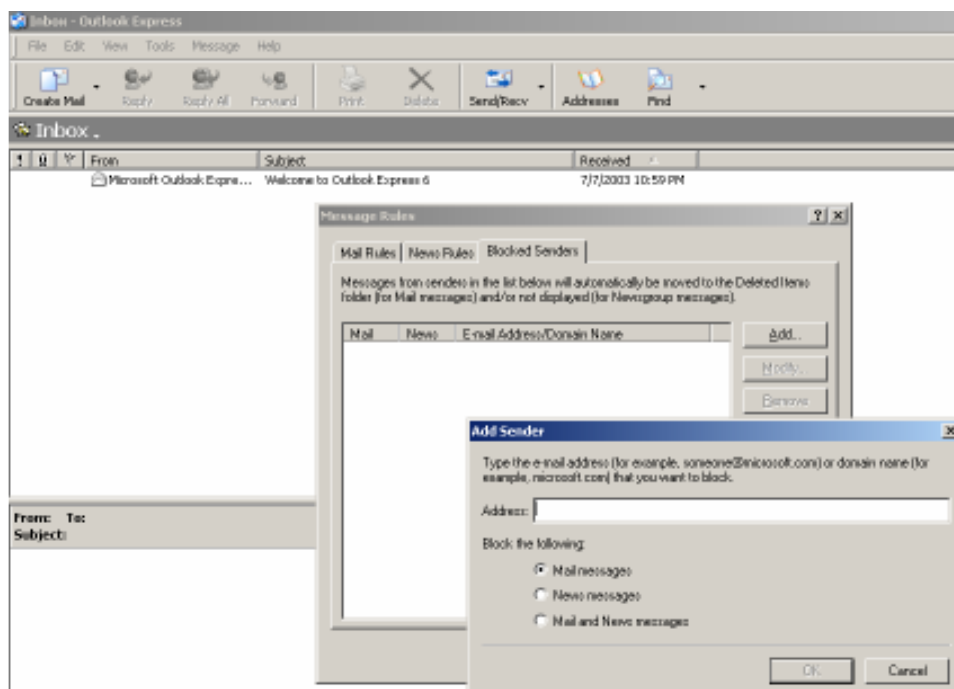 Inbox - Outlook Express
File Edit View Tools Message Help
Create Mail Reply Reply All Forward Print Delete Send/Recv Addresses Find
Inbox
! From Subject Received
Microsoft Outlook Expre... Welcome to Outlook Express 6 7/7/2003 10:59 PM
Message Rules
Mail Rules News Rules Blocked Senders
Messages from senders in the list below will automatically be moved to the Deleted Items
folder (for Mail messages) and/or not displayed (for Newsgroup messages).
Mail News E-mail Address/Domain Name
Add...
Modify...
Remove
Add Sender
Type the e-mail address (for example, someone@microsoft.com) or domain name (for
example, microsoft.com) that you want to block.
Address:
Block the following:
Mail messages
News messages
Mail and News messages
OK Cancel
From: To:
Subject: